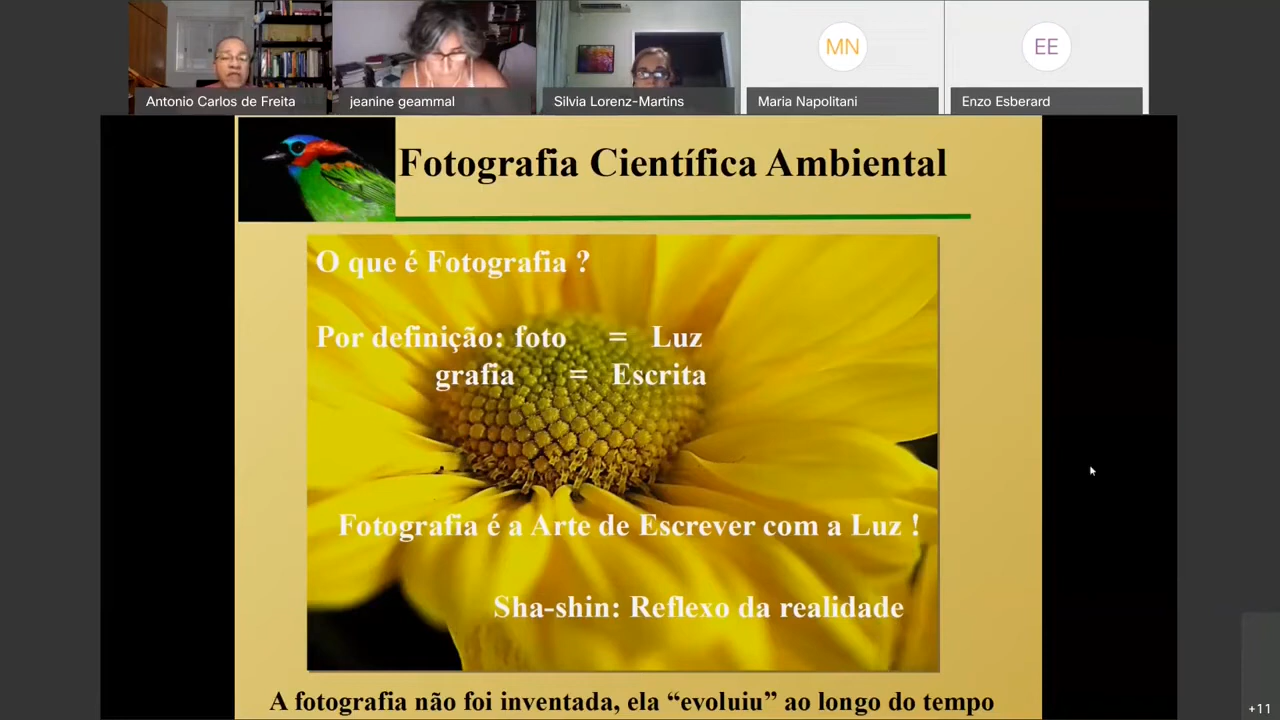 Antonio Carlos de Freita
jeanine geammal
Silvia Lorenz-Martins
MN
Maria Napolitani
EE
Enzo Esberard
Fotografia Científica Ambiental
O que é Fotografia ?
Por definição: foto = Luz
grafia = Escrita
Fotografia é a Arte de Escrever com a Luz !
Sha-shin: Reflexo da realidade
A fotografia não foi inventada, ela “evoluiu” ao longo do tempo
+11